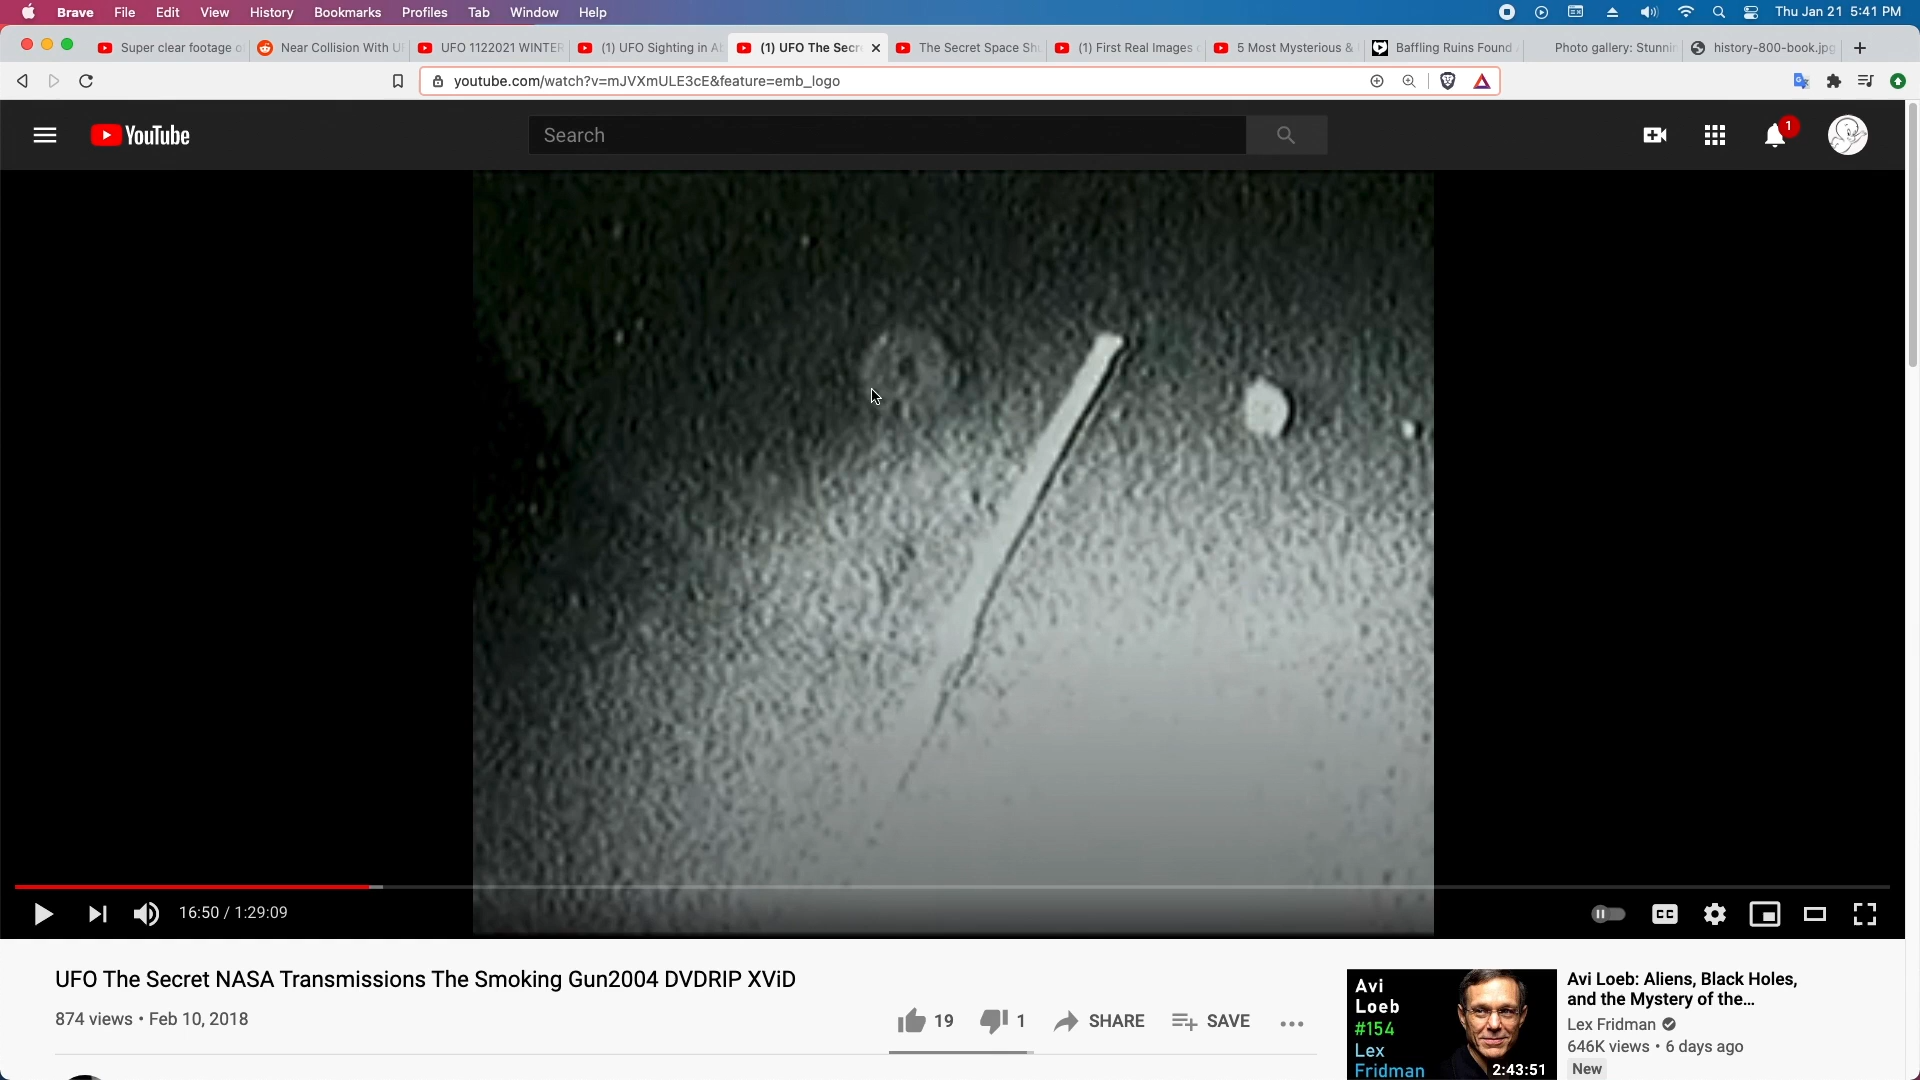 Brave File Edit View History Bookmarks Profiles Tab Window Help Thu Jan 21 5:41 PM
Super clear footage Near Collision With UFO 1122021 WINTER (1) UFO Sighting in (1) UFO The Secr The Secret Space (1) First Real Images 5 Most Mysterious & Baffling Ruins Found Photo gallery: Stunnin history-800-book.jpg
youtube.com/watch?v=mJVXmULE3cE&feature=emb_logo
YouTube Search 1
16:50 / 1:29:09 CC
UFO The Secret NASA Transmissions The Smoking Gun2004 DVDRIP XViD
874 views • Feb 10, 2018
19 1 SHARE SAVE
Avi
Loeb
#154
Lex
Fridman
2:43:51
Avi Loeb: Aliens, Black Holes,
and the Mystery of the...
Lex Fridman
646K views • 6 days ago
New